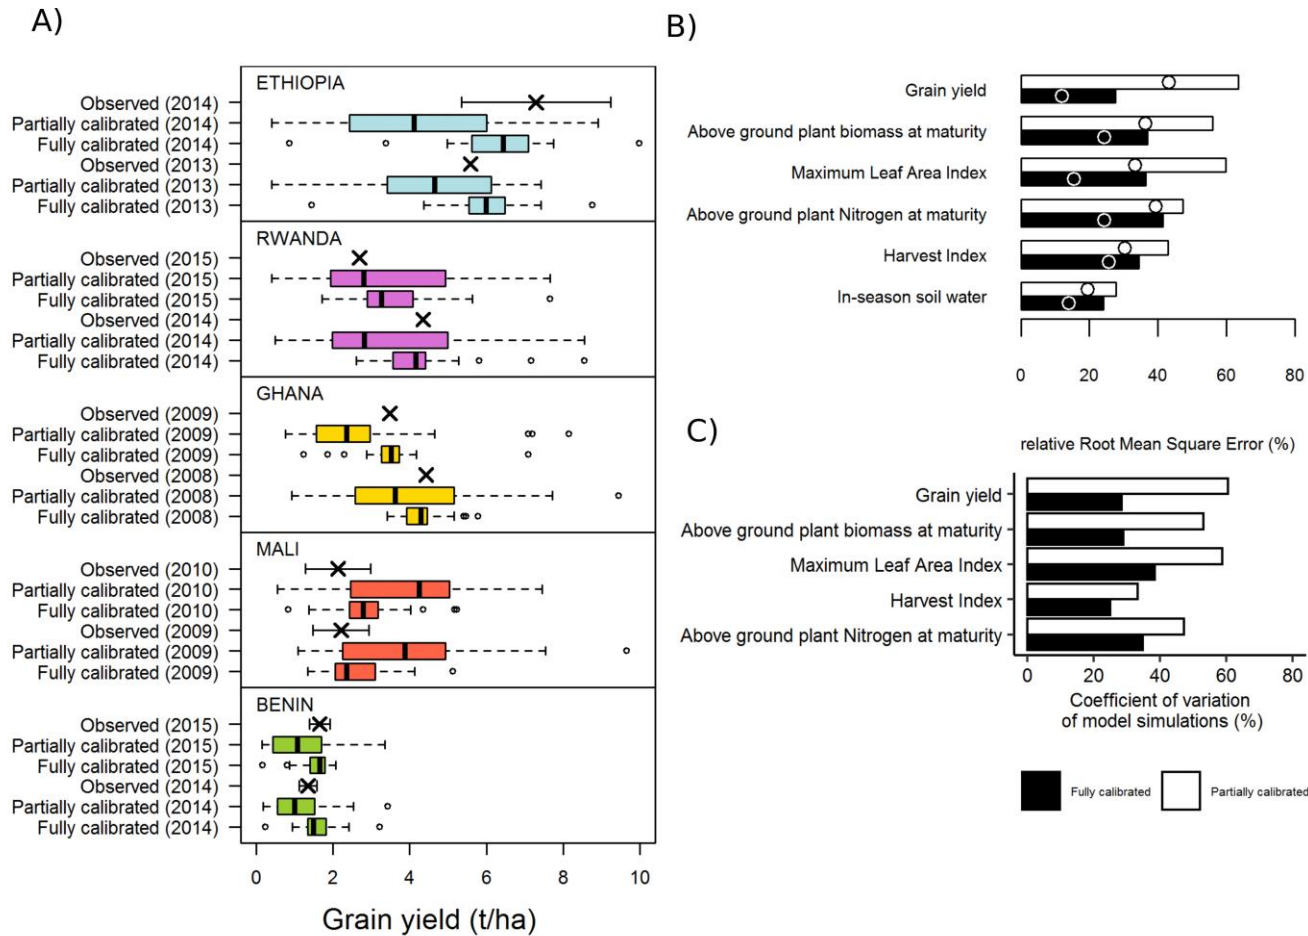 A)
ETHIOPIA
Observed (2014)
Partially calibrated (2014)
Fully calibrated (2014)
Observed (2013)
Partially calibrated (2013)
Fully calibrated (2013)
RWANDA
Observed (2015)
Partially calibrated (2015)
Fully calibrated (2015)
Observed (2014)
Partially calibrated (2014)
Fully calibrated (2014)
GHANA
Observed (2009)
Partially calibrated (2009)
Fully calibrated (2009)
Observed (2008)
Partially calibrated (2008)
Fully calibrated (2008)
MALI
Observed (2010)
Partially calibrated (2010)
Fully calibrated (2010)
Observed (2009)
Partially calibrated (2009)
Fully calibrated (2009)
BENIN
Observed (2015)
Partially calibrated (2015)
Fully calibrated (2015)
Observed (2014)
Partially calibrated (2014)
Fully calibrated (2014)
0 2 4 6 8 10
Grain yield (t/ha)
B)
Grain yield
Above ground plant biomass at maturity
Maximum Leaf Area Index
Above ground plant Nitrogen at maturity
Harvest Index
In-season soil water
0 20 40 60 80
relative Root Mean Square Error (%)
C)
Grain yield
Above ground plant biomass at maturity
Maximum Leaf Area Index
Harvest Index
Above ground plant Nitrogen at maturity
0 20 40 60 80
Coefficient of variation
of model simulations (%)
Fully calibrated
Partially calibrated